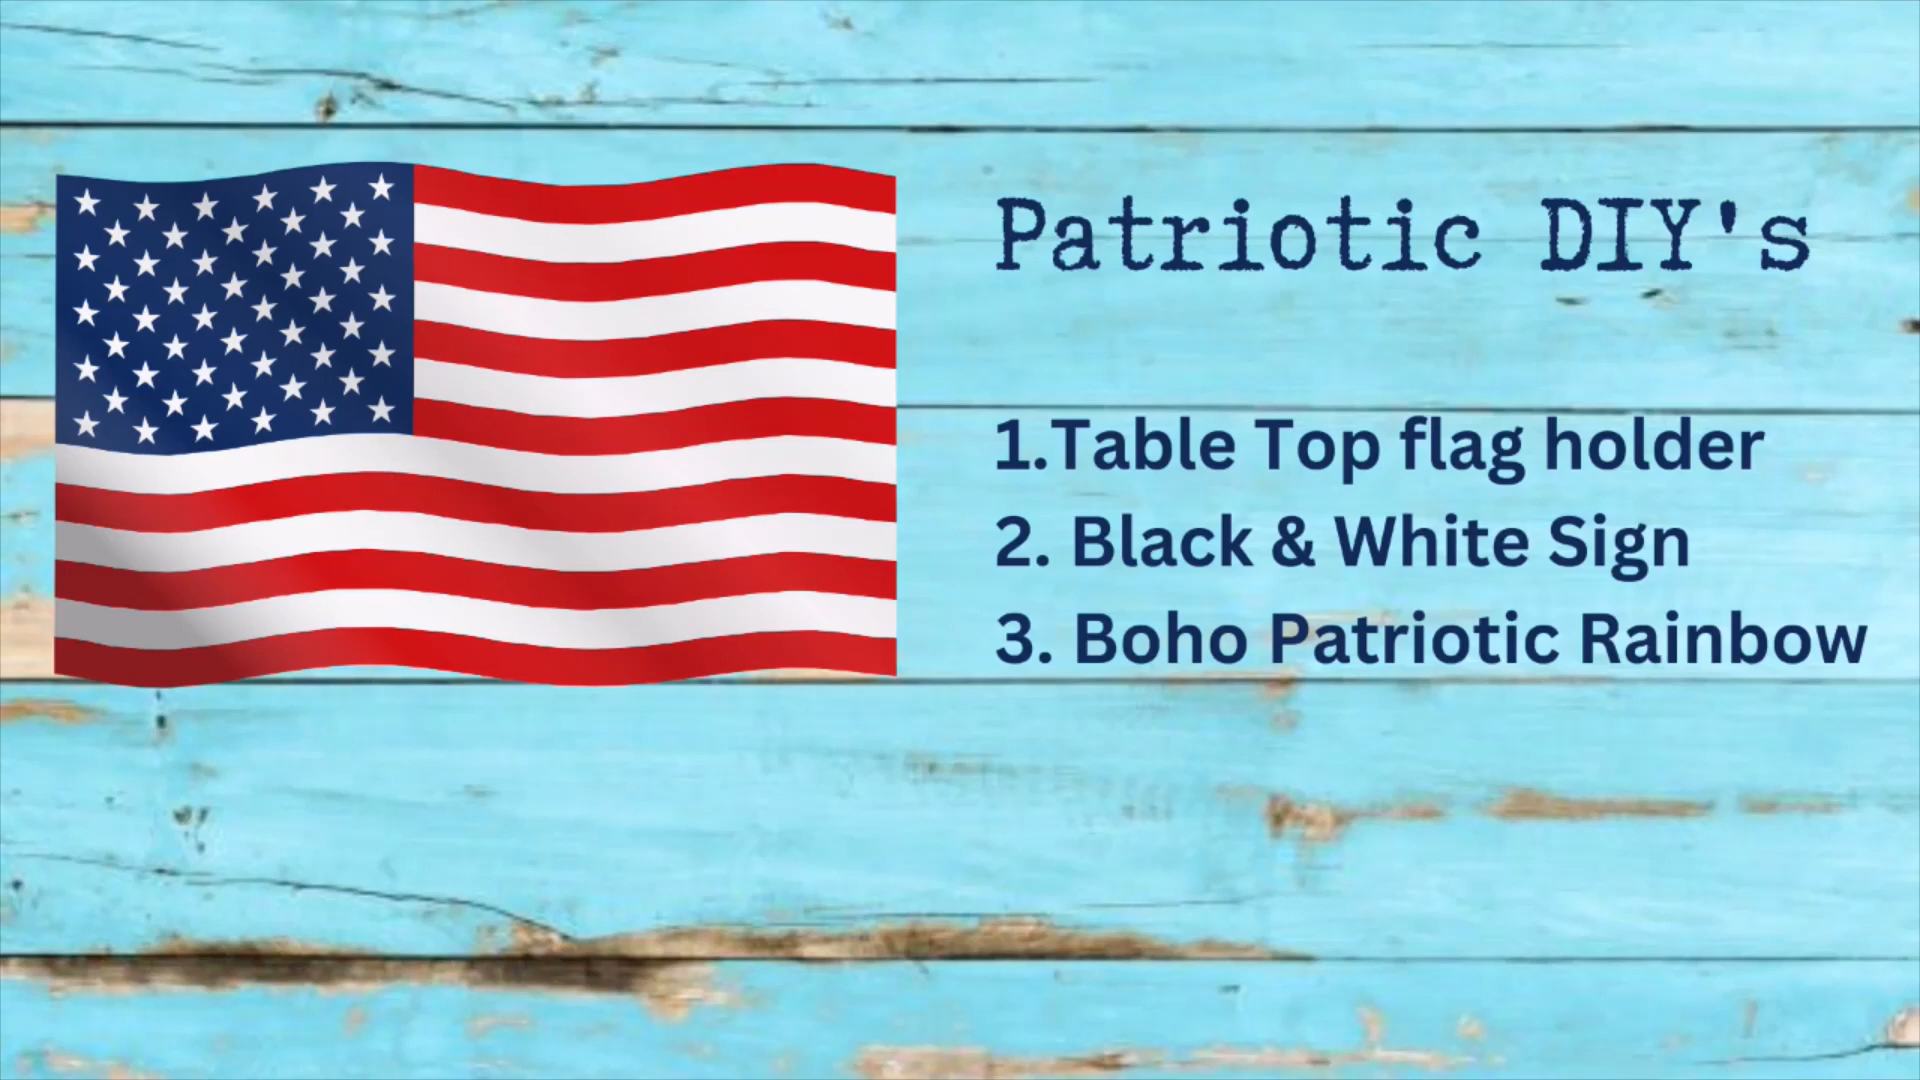 Patriotic DIY's
1.Table Top flag holder
2. Black & White Sign
3. Boho Patriotic Rainbow